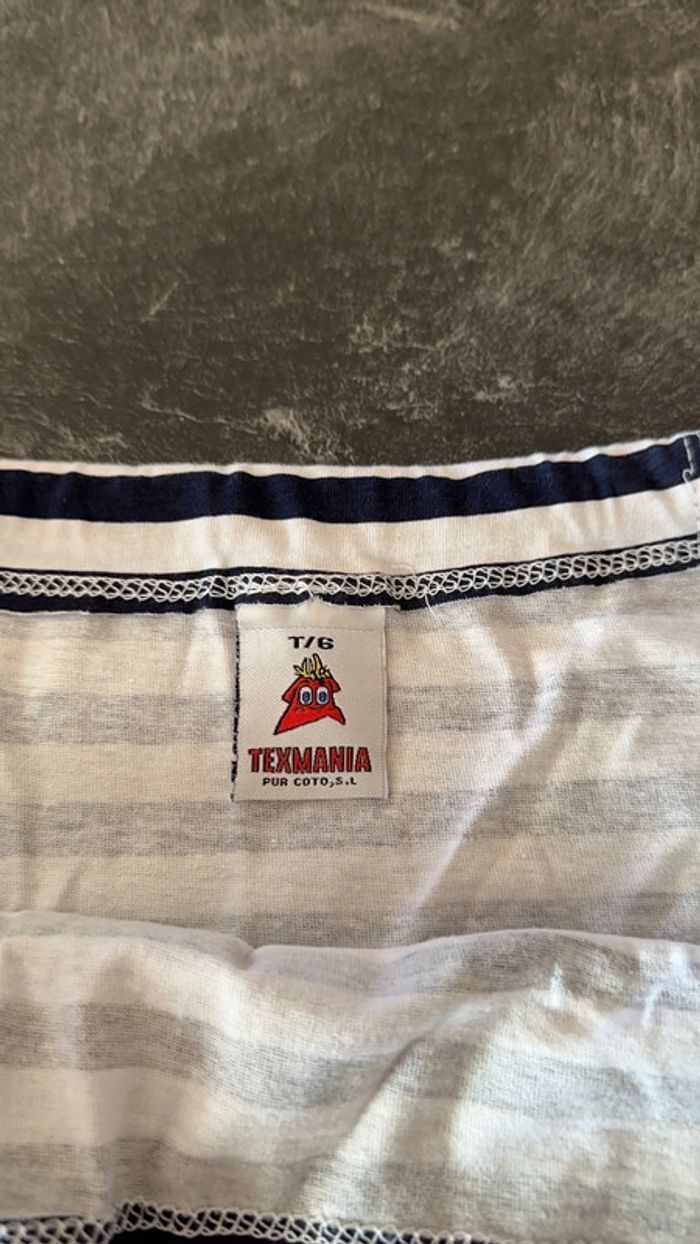 T/6
TEXMANIA
PUR COTO,S.L